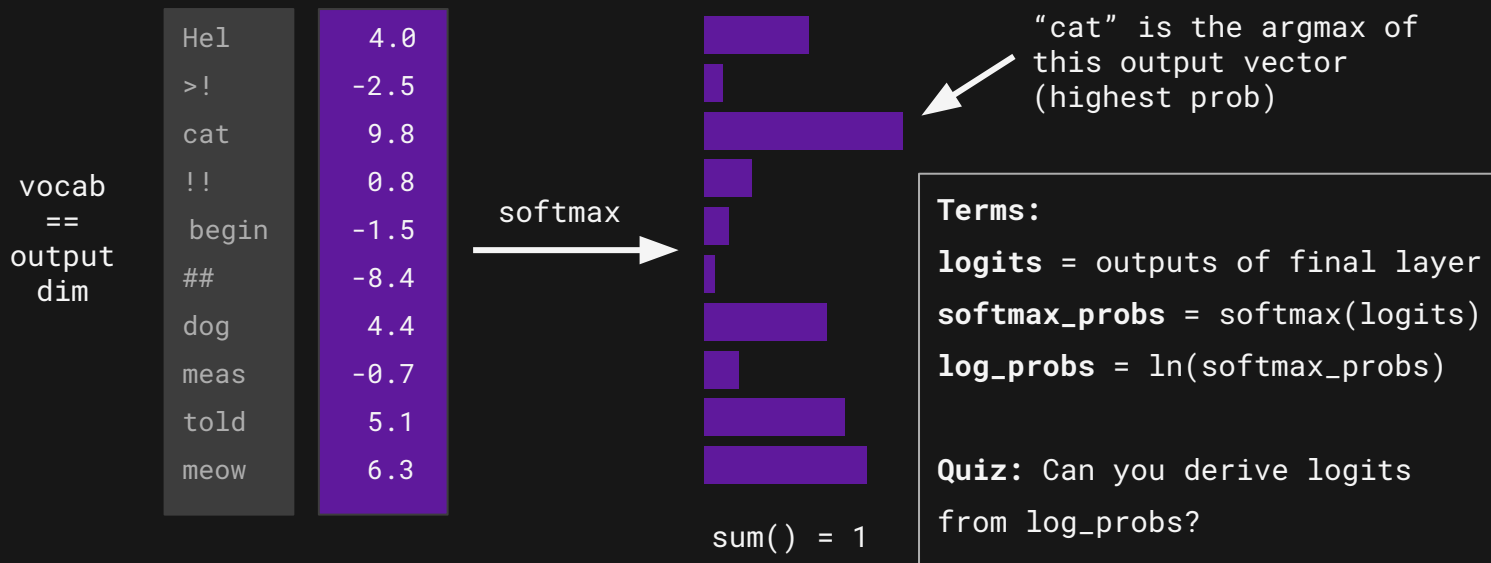 vocab
==
output
dim
Hel 4.0
>! -2.5
cat 9.8
!! 0.8
begin -1.5
## -8.4
dog 4.4
meas -0.7
told 5.1
meow 6.3
softmax
sum() = 1
“cat” is the argmax of
this output vector
(highest prob)
Terms:
logits = outputs of final layer
softmax_probs = softmax(logits)
log_probs = ln(softmax_probs)
Quiz: Can you derive logits
from log_probs?